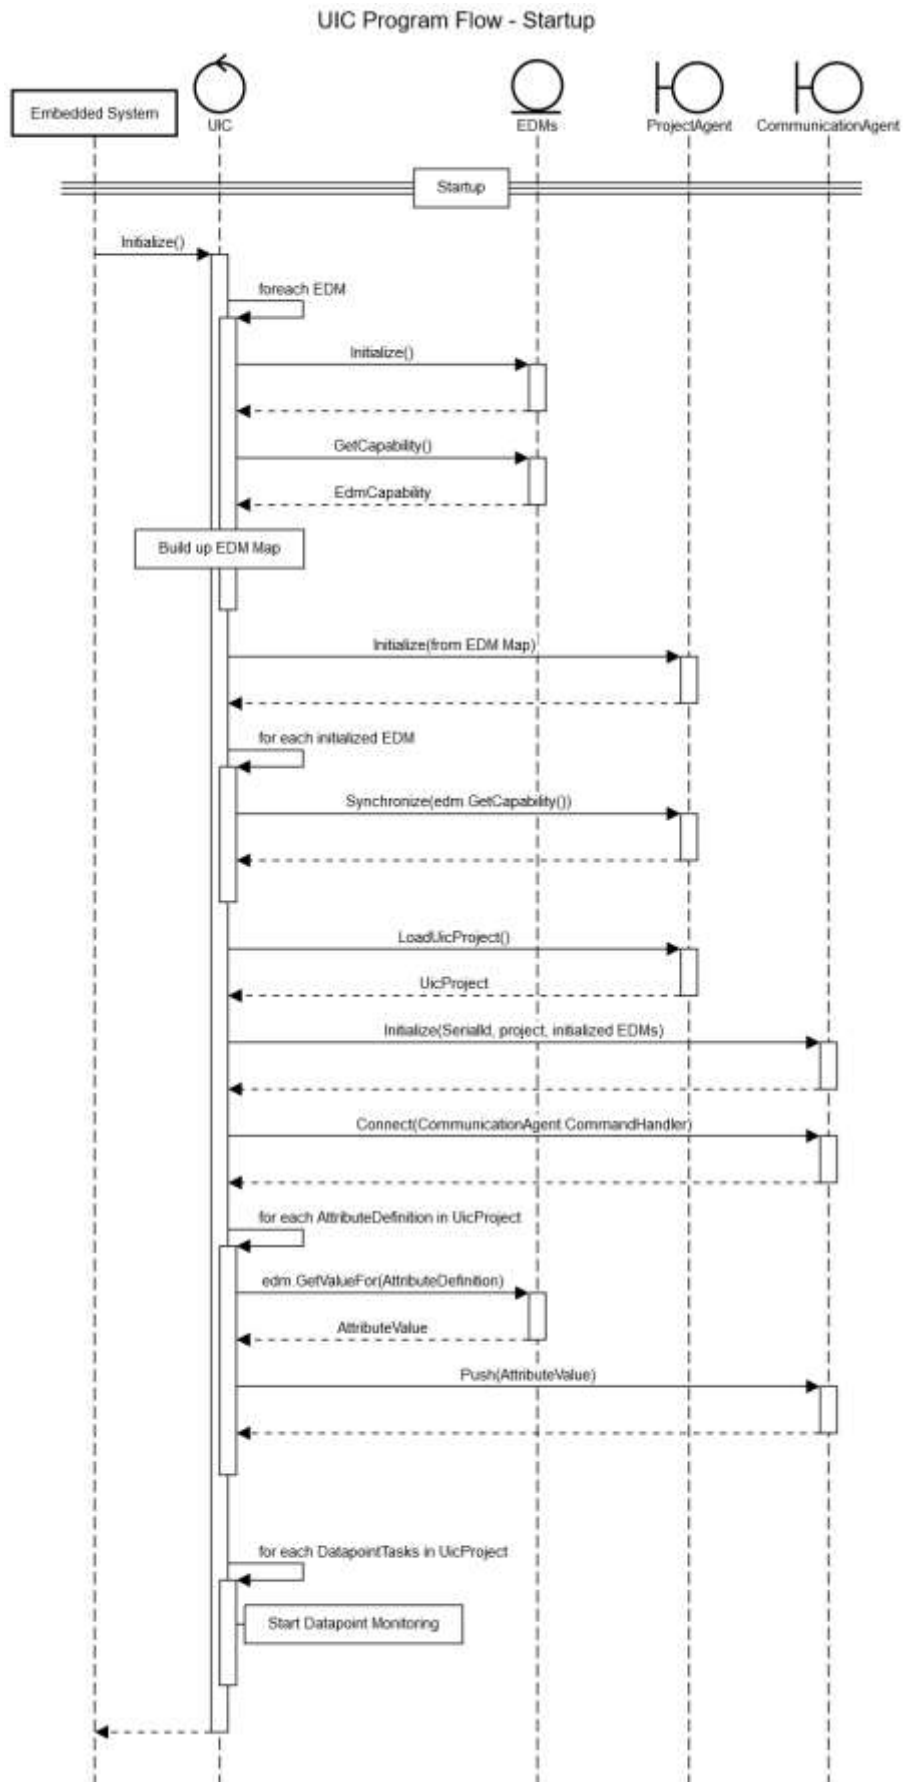 UIC Program Flow - Startup
Embedded System
UIC
EDMs
ProjectAgent
CommunicationAgent
Startup
Initialize()
foreach EDM
Initialize()
GetCapability()
EdmCapability
Build up EDM Map
Initialize(from EDM Map)
for each initialized EDM
Synchronize(edm.GetCapability())
LoadUicProject()
UicProject
Initialize(SerialId, project, initialized EDMs)
Connect(CommunicationAgent.CommandHandler)
for each AttributeDefinition in UicProject
edm.GetValueFor(AttributeDefinition)
AttributeValue
Push(AttributeValue)
for each DatapointTasks in UicProject
Start Datapoint Monitoring